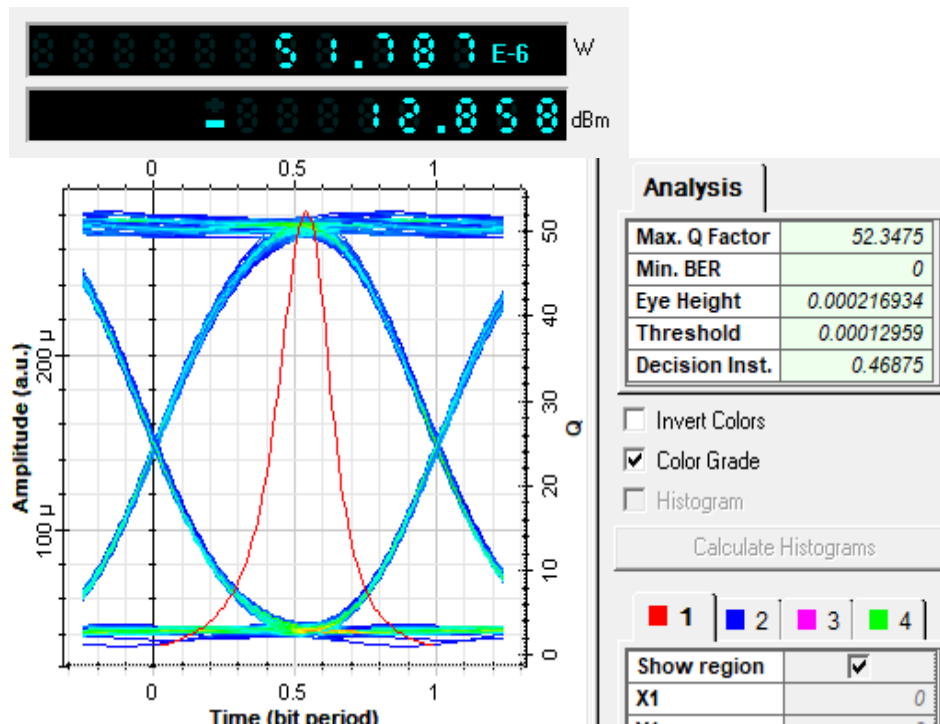 51.787 E-6 W
- 12.858 dBm
0 0.5 1
Amplitude (a.u.)
100 µ 200 µ
0 10 20 30 40 50
Q
0 0.5 1
Time (bit period)
Analysis
Max. Q Factor 52.3475
Min. BER 0
Eye Height 0.000216934
Threshold 0.00012959
Decision Inst. 0.46875
Invert Colors
Color Grade
Histogram
Calculate Histograms
1 2 3 4
Show region
X1 0